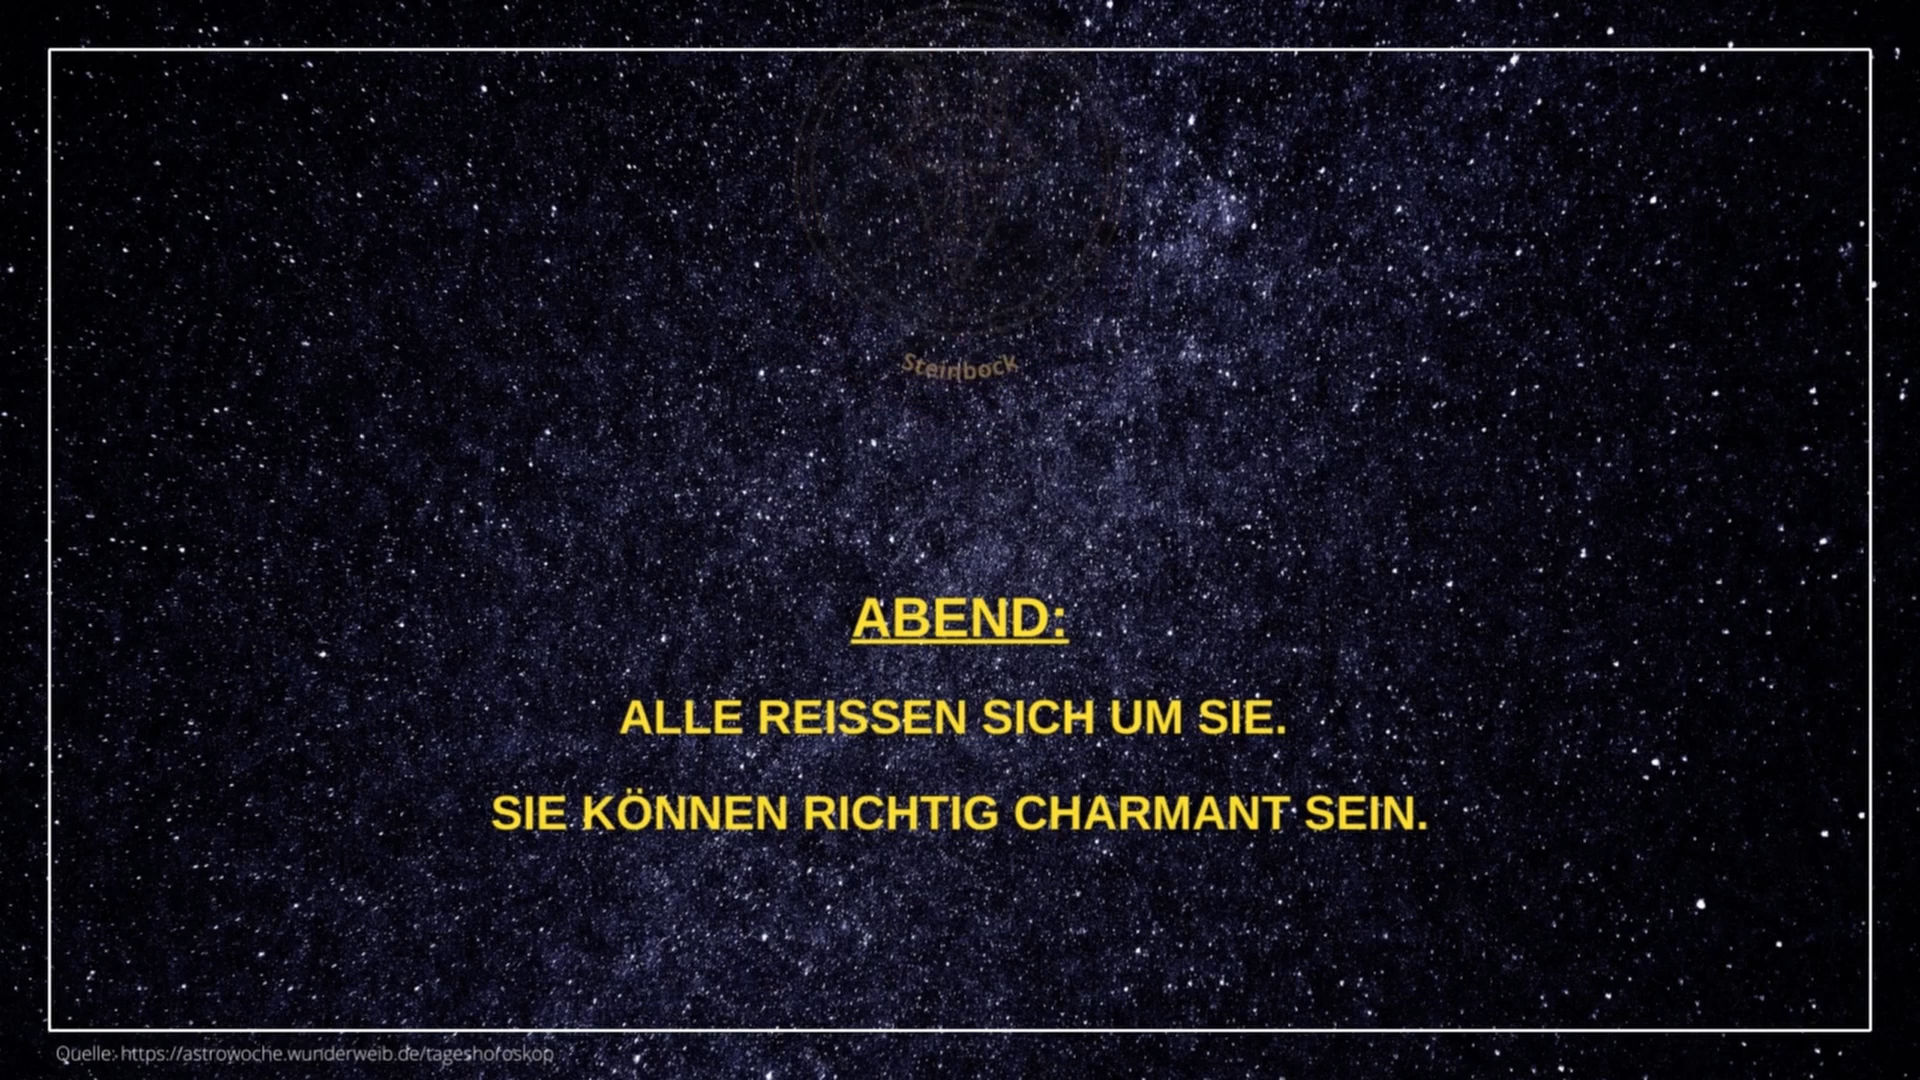 Steinbock
ABEND:
ALLE REISSEN SICH UM SIE.
SIE KÖNNEN RICHTIG CHARMANT SEIN.
Quelle: https://astrowoche.wunderweib.de/tageshoroskop